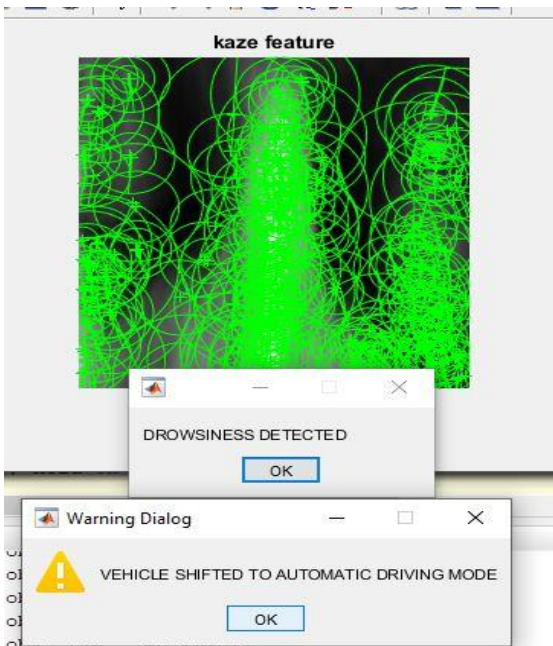 kaze feature
DROWSINESS DETECTED
OK
Warning Dialog
VEHICLE SHIFTED TO AUTOMATIC DRIVING MODE
OK